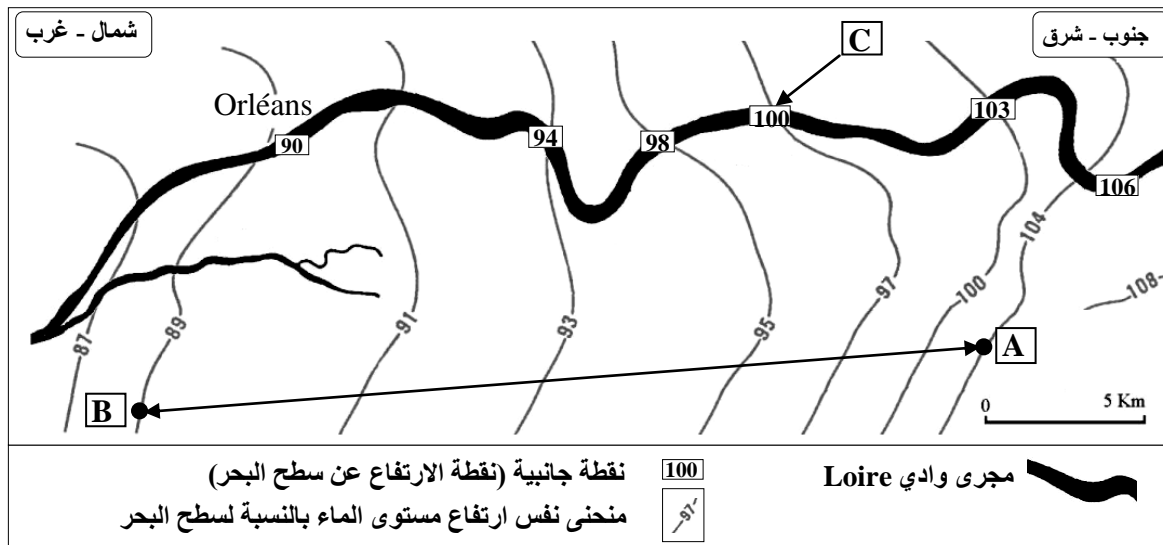 شمال - غرب
جنوب - شرق
C
Orléans
90
94
98
100
103
106
104
108
100
97
95
93
91
89
87
A
B
0
5 Km
مجرى وادي Loire
100
نقطة جانبية (نقطة الارتفاع عن سطح البحر)
97
منحنى نفس ارتفاع مستوى الماء بالنسبة لسطح البحر